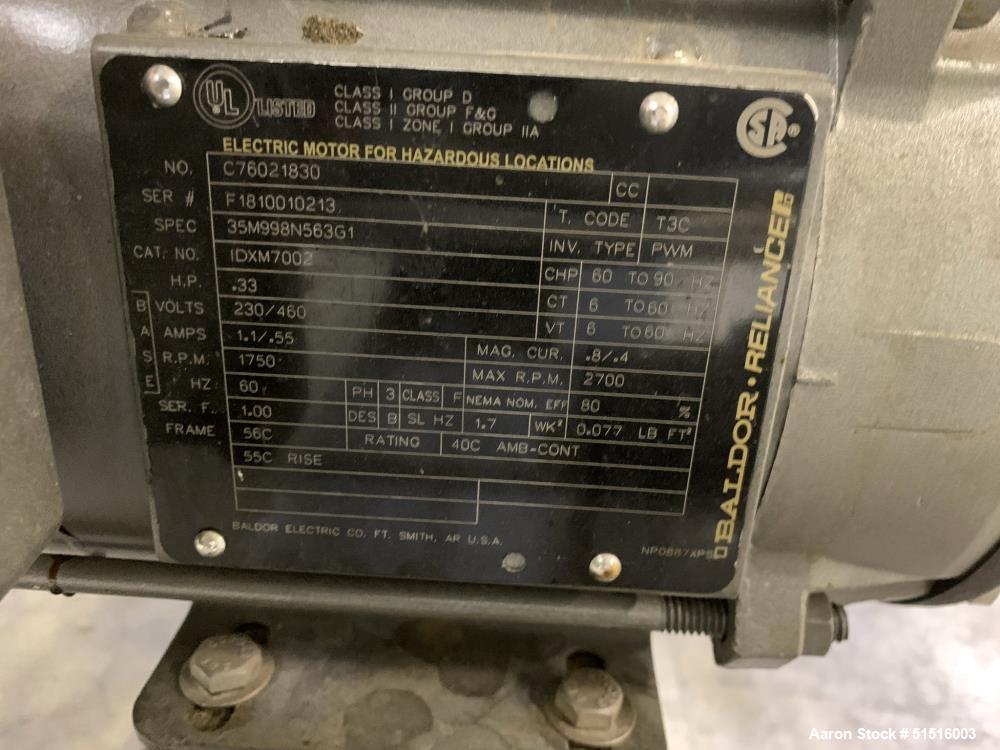 UL LISTED
CLASS I GROUP D
CLASS II GROUP F&G
CLASS I ZONE I GROUP IIA
SA ®
ELECTRIC MOTOR FOR HAZARDOUS LOCATIONS
NO. C76021830 CC
SER # F1810010213 T. CODE T3C
SPEC 35M998N563G1 INV. TYPE PWM
CAT. NO. IDXM7002 CHP 60 TO 90 HZ
H.P. .33 CT 6 TO 60 HZ
BASE VOLTS 230/460 VT 6 TO 60 HZ
AMPS 1.1/.55 MAG. CUR. .8/.4
R.P.M. 1750 MAX R.P.M. 2700
HZ 60 PH 3 CLASS F NEMA NOM. EFF 80 %
SER. F. 1.00 DES B SL HZ 1.7 WK² 0.077 LB FT²
FRAME 56C RATING 40C AMB-CONT
55C RISE
BALDOR ELECTRIC CO. FT. SMITH, AR U.S.A.
BALDOR • RELIANCE
Aaron Stock # 51516003